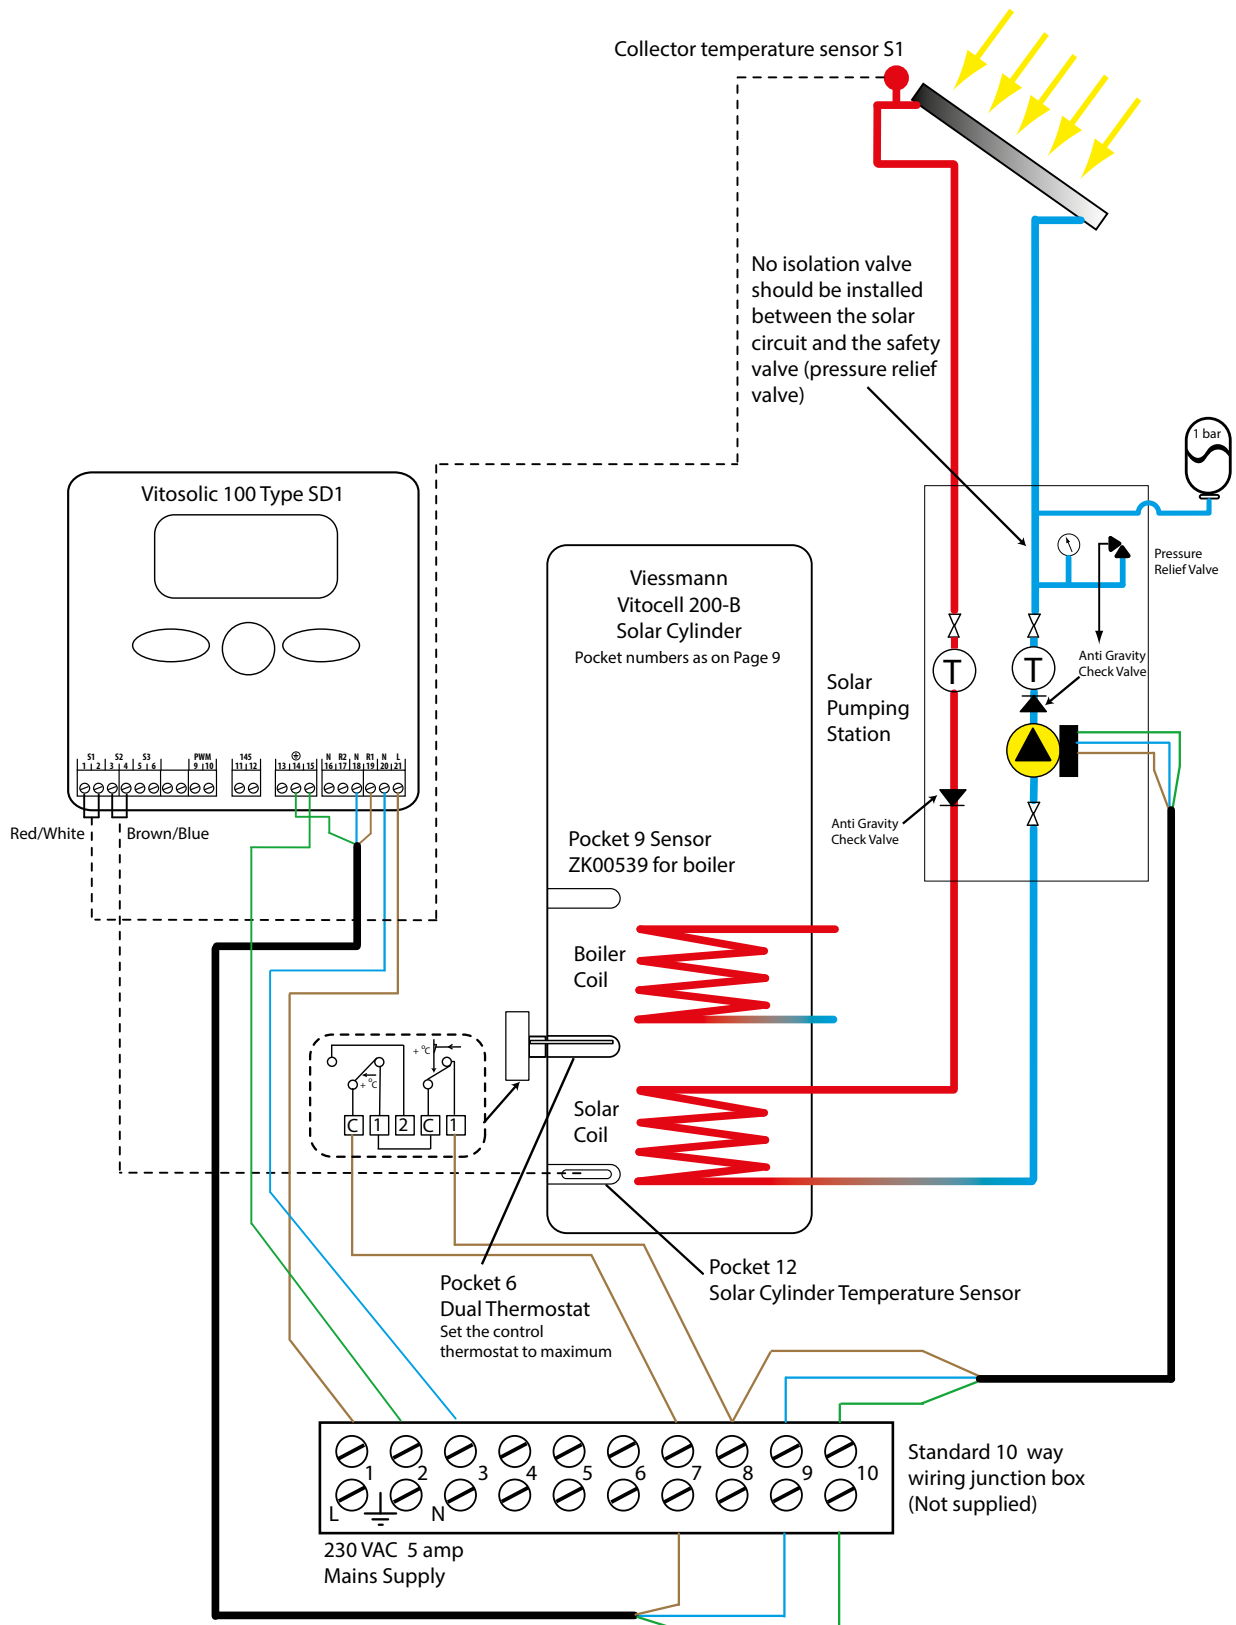 Collector temperature sensor S1
No isolation valve
should be installed
between the solar
circuit and the safety
valve (pressure relief
valve)
1 bar
Vitosolic 100 Type SD1
Viessmann
Vitocell 200-B
Solar Cylinder
Pocket numbers as on Page 9
Pressure
Relief Valve
Anti Gravity
Check Valve
T
T
Solar
Pumping
Station
S1 S2 S3 PWM 145 N R2 N R1 N L
1 2 3 4 5 6 9 10 11 12 13 14 15 16 17 18 19 20 21
Red/White
Brown/Blue
Anti Gravity
Check Valve
Pocket 9 Sensor
ZK00539 for boiler
Boiler
Coil
+ °C
+ °C
C 1 2 C 1
Solar
Coil
Pocket 12
Solar Cylinder Temperature Sensor
Pocket 6
Dual Thermostat
Set the control
thermostat to maximum
1 2 3 4 5 6 7 8 9 10
L N
Standard 10 way
wiring junction box
(Not supplied)
230 VAC 5 amp
Mains Supply